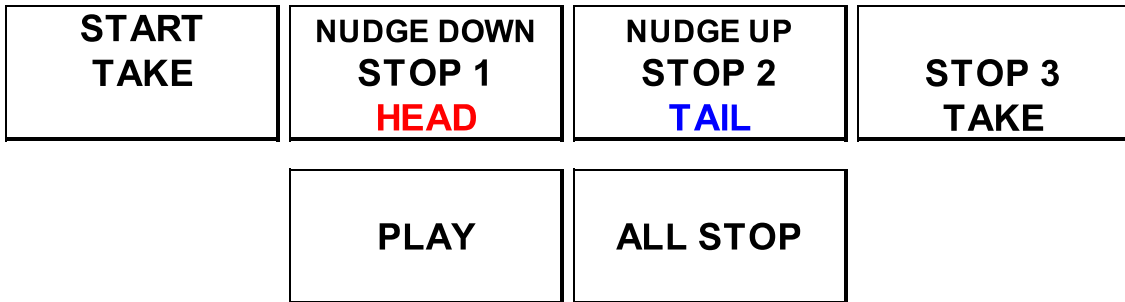 START
TAKE
NUDGE DOWN
STOP 1
HEAD
NUDGE UP
STOP 2
TAIL
STOP 3
TAKE
PLAY
ALL STOP